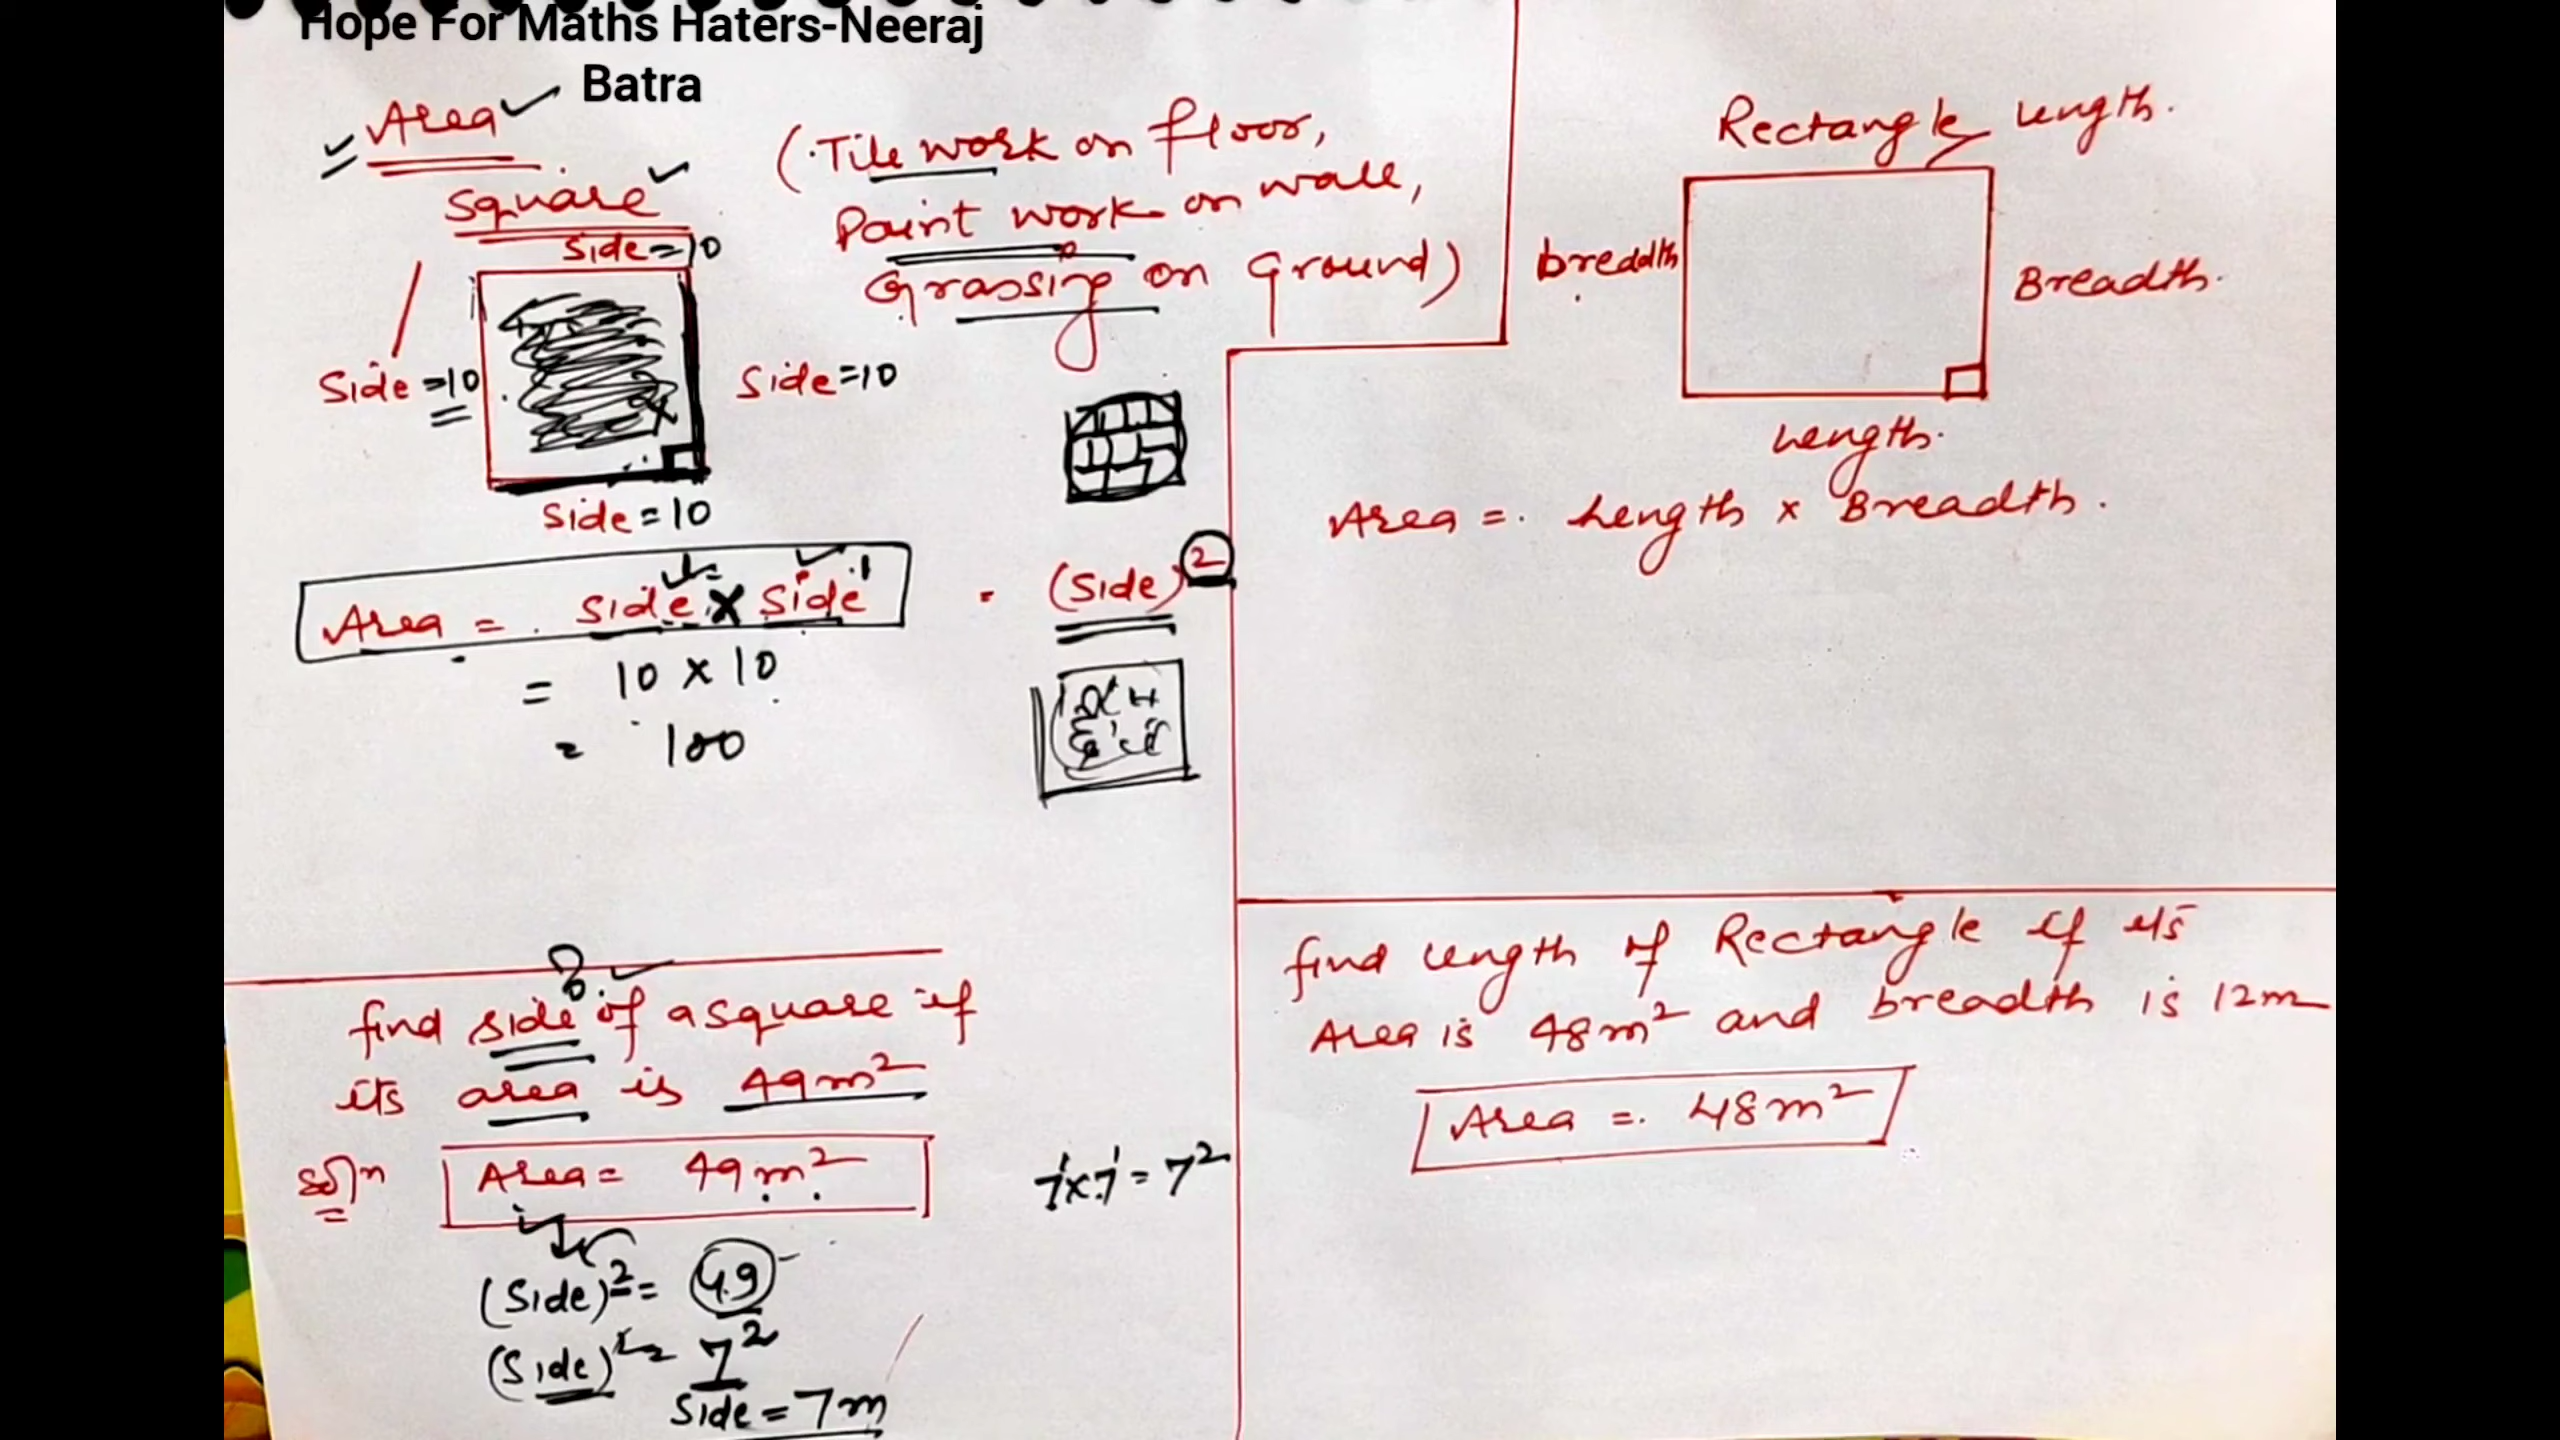 Hope For Maths Haters-Neeraj
Batra
Area
Square
(Tile work on floor,
Paint work on wall,
Grassing on Ground)
Side=10
Side=10
Side=10
Side=10
Area = Side × Side = (Side)2
= 10 × 10
= 100
find side of a square if
its area is 49m2
Soln
Area = 49m2
7¹×7¹=7²
(Side)2= 49
(Side)2= 7²
Side=7m
Rectangle length.
breadth
Breadth.
Length.
Area = Length × Breadth.
find length of Rectangle if its
Area is 48m² and breadth is 12m
Area = 48m²